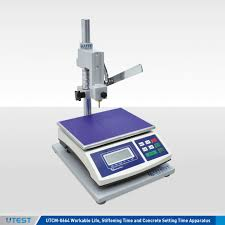 UTEST
UTCM-0464 Workable Life, Stiffening Time and Concrete Setting Time Apparatus